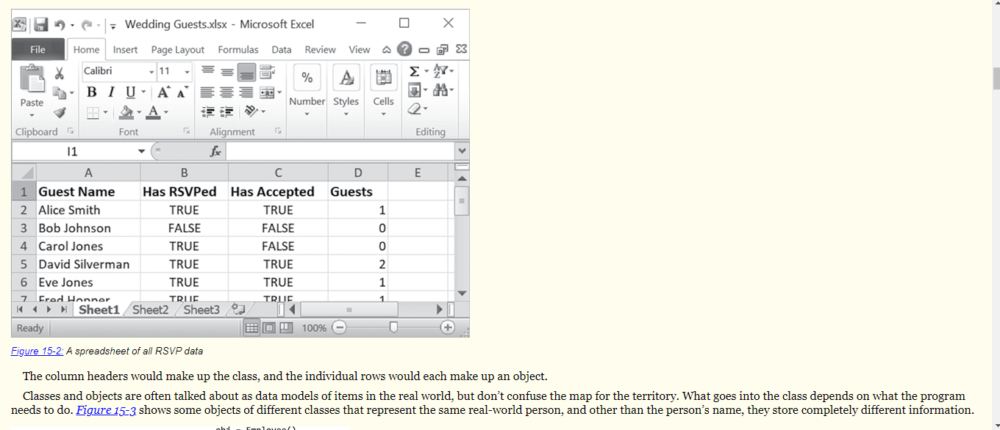 Wedding Guests.xlsx - Microsoft Excel
File Home Insert Page Layout Formulas Data Review View
Calibri 11
Paste
B I U A A
A
%
Number Styles Cells
Σ
Clipboard Font Alignment Editing
I1 fx
A B C D E
1 Guest Name Has RSVPed Has Accepted Guests
2 Alice Smith TRUE TRUE 1
3 Bob Johnson FALSE FALSE 0
4 Carol Jones TRUE FALSE 0
5 David Silverman TRUE TRUE 2
6 Eve Jones TRUE TRUE 1
7 Fred Hopper TRUE TRUE 1
Sheet1 Sheet2 Sheet3
Ready 100%
Figure 15-2: A spreadsheet of all RSVP data
The column headers would make up the class, and the individual rows would each make up an object.
Classes and objects are often talked about as data models of items in the real world, but don’t confuse the map for the territory. What goes into the class depends on what the program
needs to do. Figure 15-3 shows some objects of different classes that represent the same real-world person, and other than the person’s name, they store completely different information.
obj = Employee()